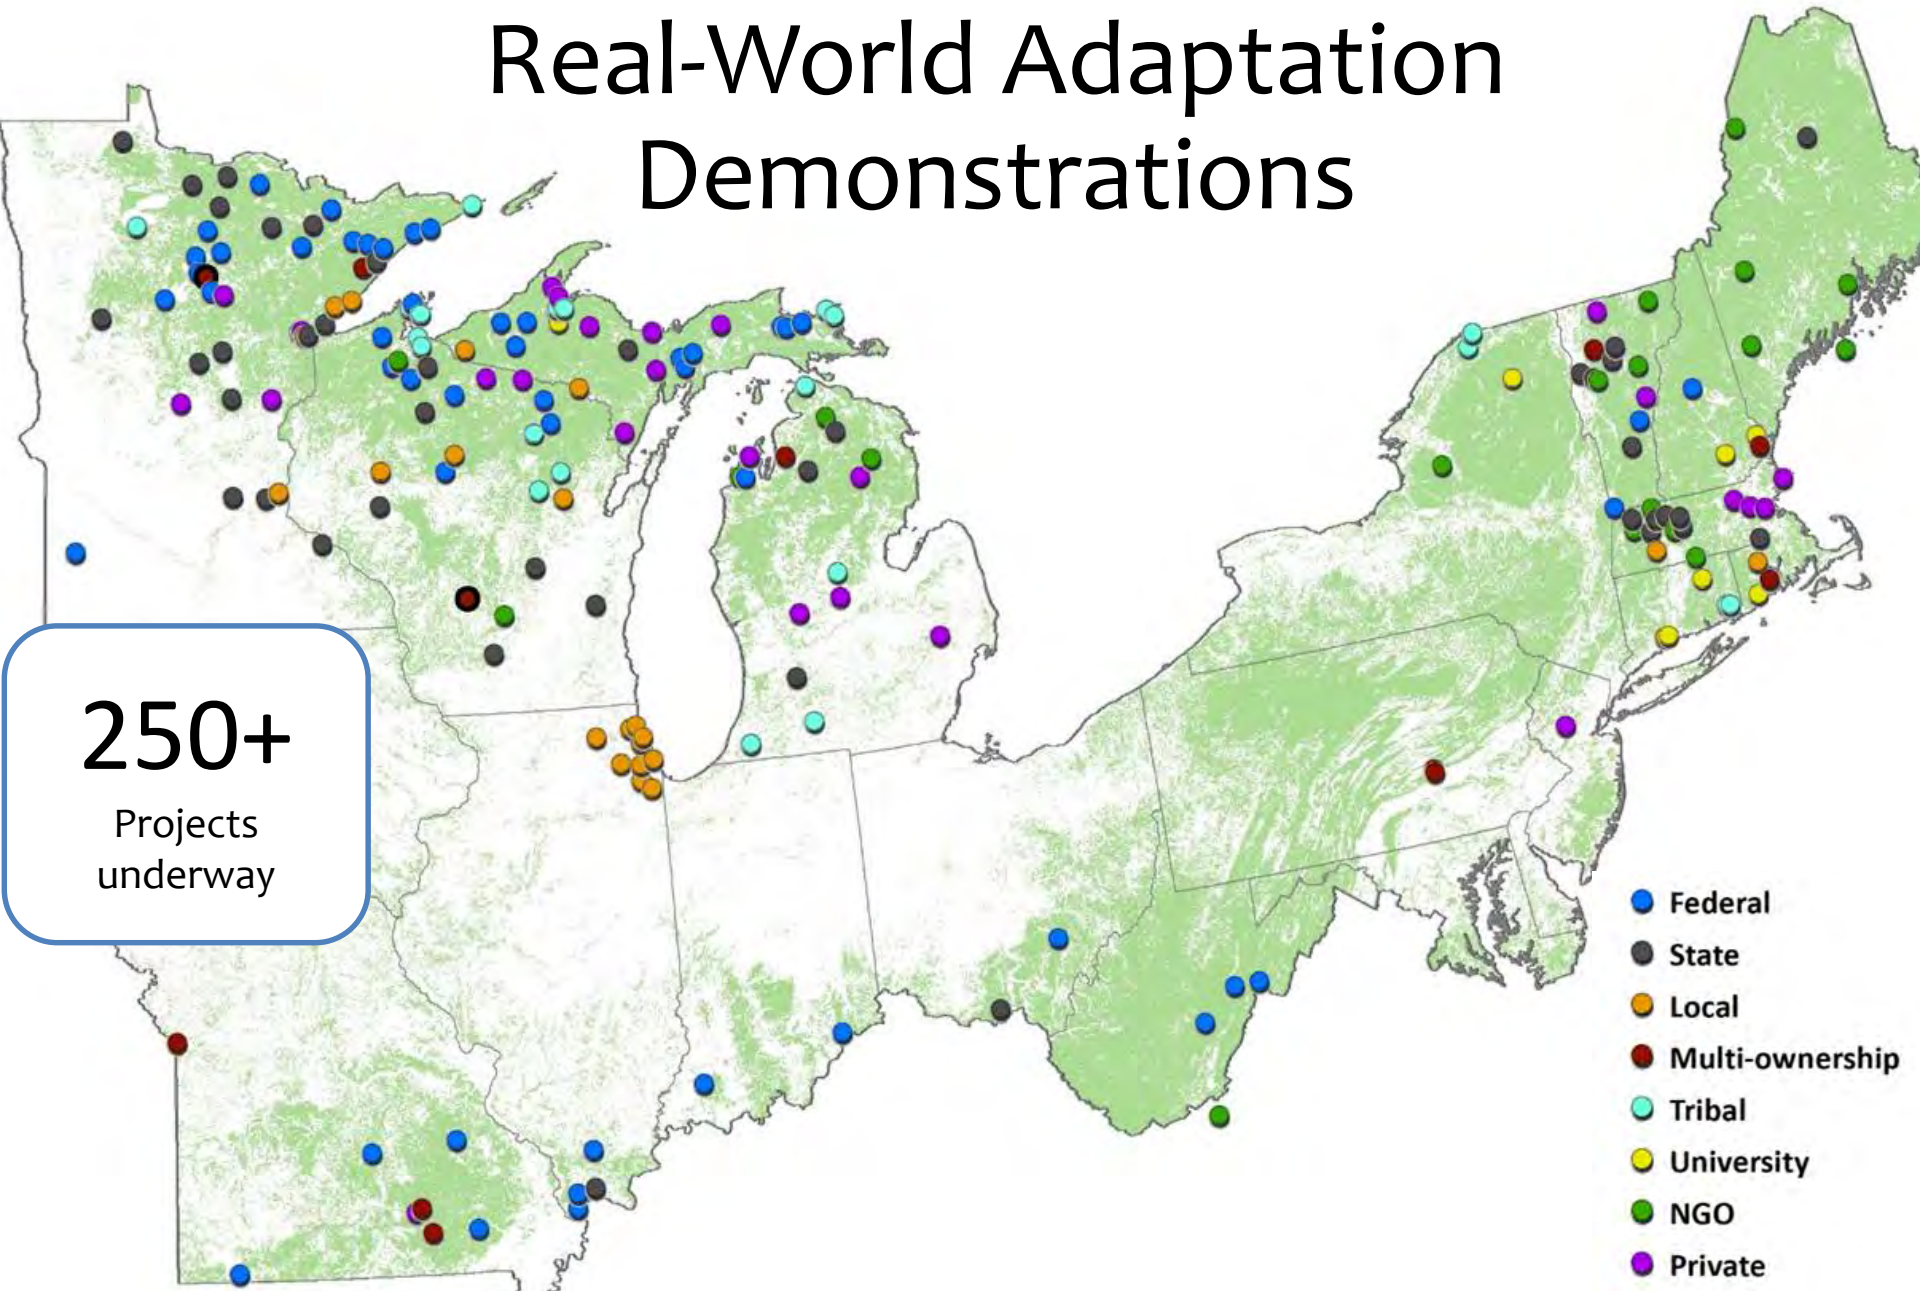 Real-World Adaptation
Demonstrations
250+
Projects
underway
Federal
State
Local
Multi-ownership
Tribal
University
NGO
Private